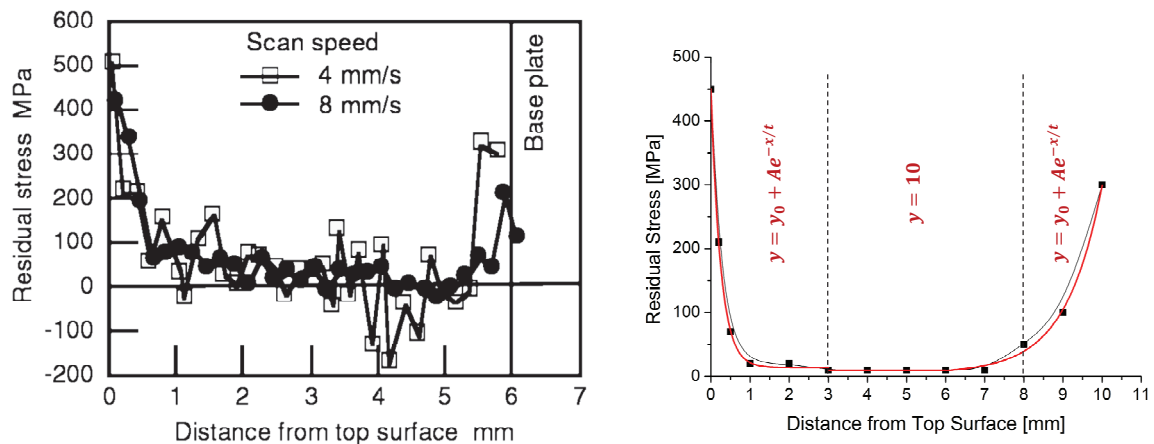 600
500
400
300
200
100
0
-100
-200
Residual stress MPa
Scan speed
4 mm/s
8 mm/s
Base plate
0 1 2 3 4 5 6 7
Distance from top surface mm
500
400
300
200
100
0
Residual Stress [MPa]
y = y₀ + Ae^{-x/t}
y = 10
y = y₀ + Ae^{-x/t}
0 1 2 3 4 5 6 7 8 9 10 11
Distance from Top Surface [mm]